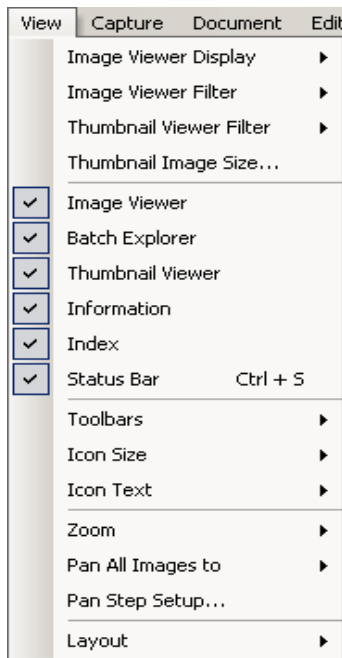 View Capture Document Edit
Image Viewer Display
Image Viewer Filter
Thumbnail Viewer Filter
Thumbnail Image Size...
Image Viewer
Batch Explorer
Thumbnail Viewer
Information
Index
Status Bar Ctrl + S
Toolbars
Icon Size
Icon Text
Zoom
Pan All Images to
Pan Step Setup...
Layout